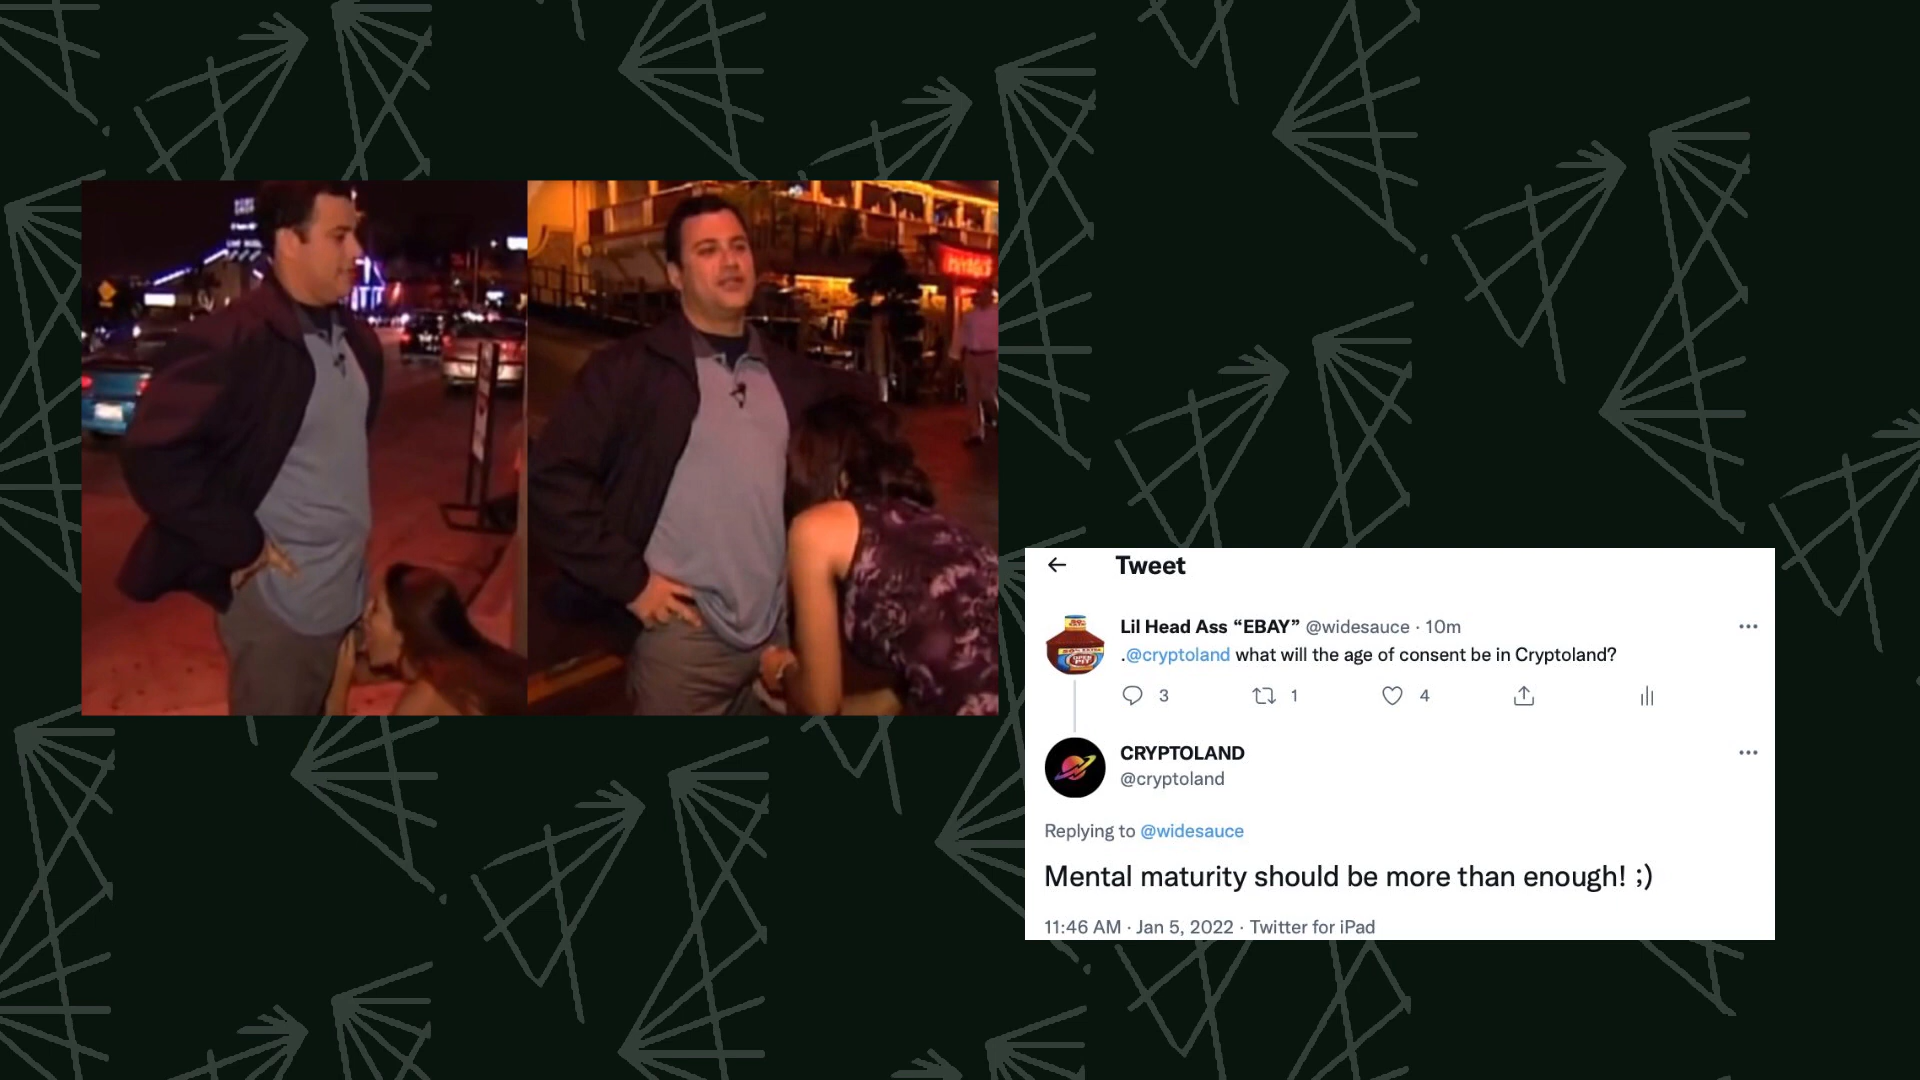 Tweet
Lil Head Ass “EBAY” @widesauce · 10m
.@cryptoland what will the age of consent be in Cryptoland?
3 1 4
CRYPTOLAND
@cryptoland
Replying to @widesauce
Mental maturity should be more than enough! ;)
11:46 AM · Jan 5, 2022 · Twitter for iPad